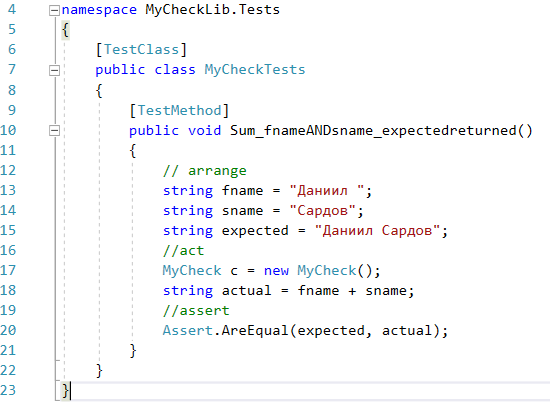 4 namespace MyCheckLib.Tests
5 {
6 [TestClass]
7 public class MyCheckTests
8 {
9 [TestMethod]
10 public void Sum_fnameANDsname_expectedreturned()
11 {
12 // arrange
13 string fname = "Даниил ";
14 string sname = "Сардов";
15 string expected = "Даниил Сардов";
16 //act
17 MyCheck c = new MyCheck();
18 string actual = fname + sname;
19 //assert
20 Assert.AreEqual(expected, actual);
21 }
22 }
23 }